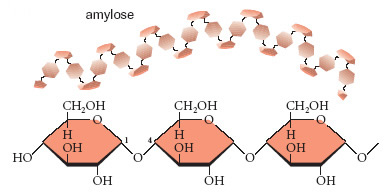 amylose
CH₂OH CH₂OH CH₂OH
O O O
H 1 4 H H
OH OH OH
HO O O O
OH OH OH